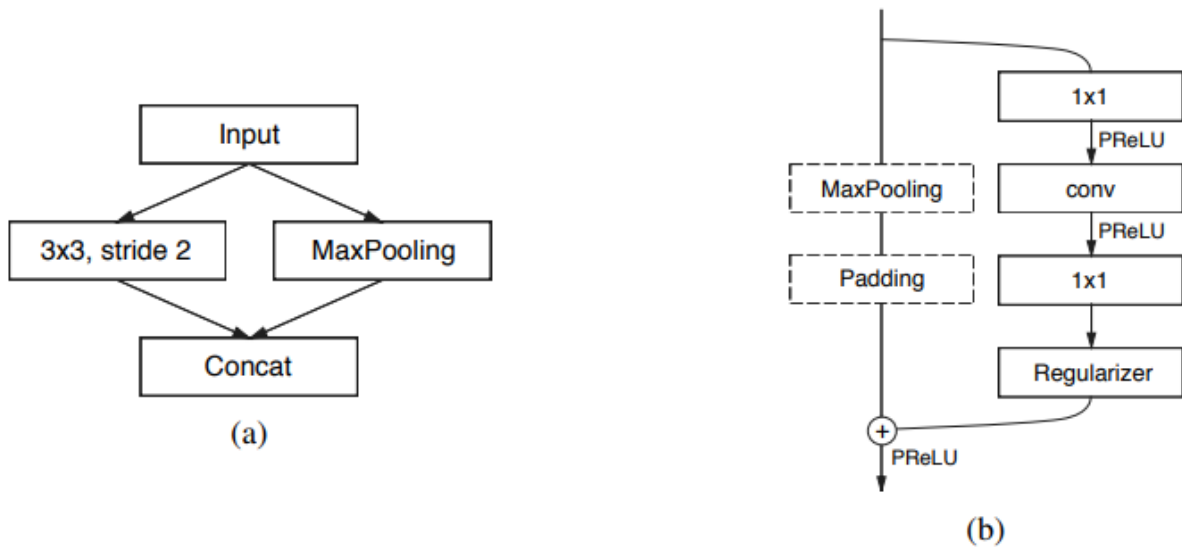 Input
3x3, stride 2
MaxPooling
Concat
(a)
1x1
PReLU
MaxPooling
conv
PReLU
Padding
1x1
Regularizer
+
PReLU
(b)